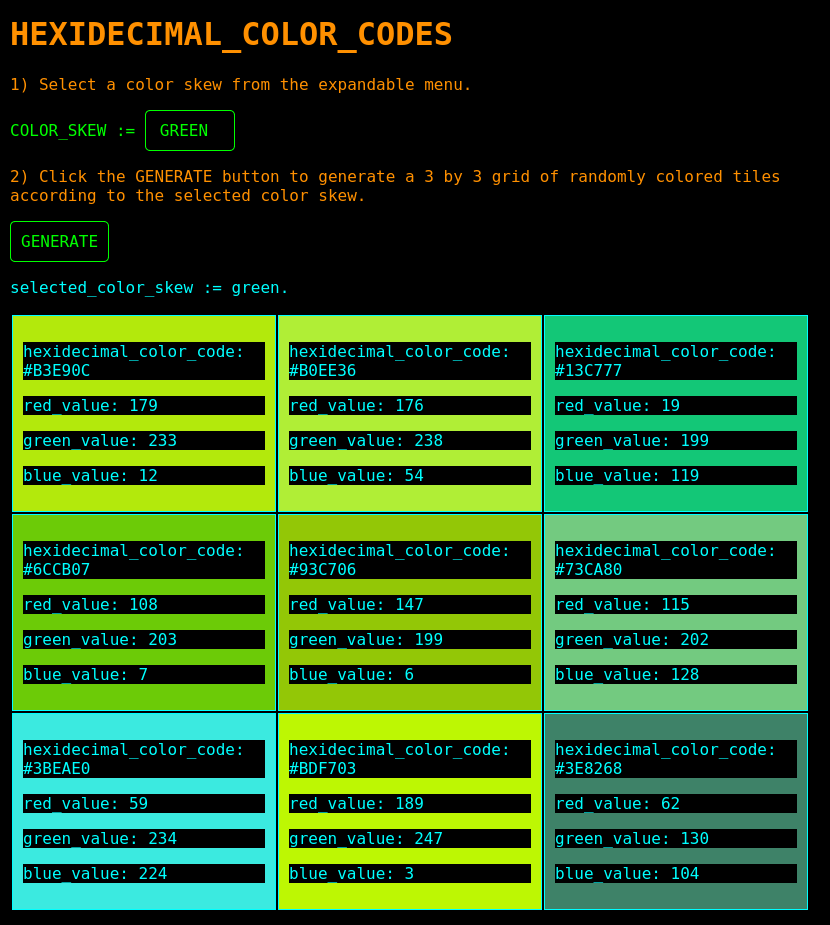 HEXIDECIMAL_COLOR_CODES
1) Select a color skew from the expandable menu.
COLOR_SKEW := GREEN
2) Click the GENERATE button to generate a 3 by 3 grid of randomly colored tiles
according to the selected color skew.
GENERATE
selected_color_skew := green.
hexidecimal_color_code:
#B3E90C
red_value: 179
green_value: 233
blue_value: 12
hexidecimal_color_code:
#B0EE36
red_value: 176
green_value: 238
blue_value: 54
hexidecimal_color_code:
#13C777
red_value: 19
green_value: 199
blue_value: 119
hexidecimal_color_code:
#6CCB07
red_value: 108
green_value: 203
blue_value: 7
hexidecimal_color_code:
#93C706
red_value: 147
green_value: 199
blue_value: 6
hexidecimal_color_code:
#73CA80
red_value: 115
green_value: 202
blue_value: 128
hexidecimal_color_code:
#3BEAE0
red_value: 59
green_value: 234
blue_value: 224
hexidecimal_color_code:
#BDF703
red_value: 189
green_value: 247
blue_value: 3
hexidecimal_color_code:
#3E8268
red_value: 62
green_value: 130
blue_value: 104